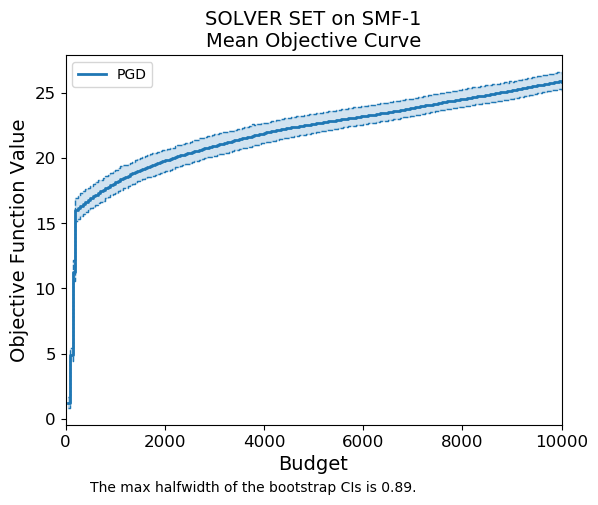 SOLVER SET on SMF-1
Mean Objective Curve
PGD
Objective Function Value
25
20
15
10
5
0
0 2000 4000 6000 8000 10000
Budget
The max halfwidth of the bootstrap CIs is 0.89.